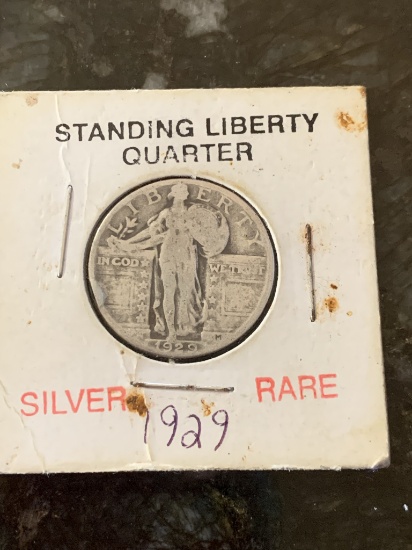 STANDING LIBERTY
QUARTER
LIBERTY
IN GOD WE TRUST
M
1929
SILVER RARE
1929